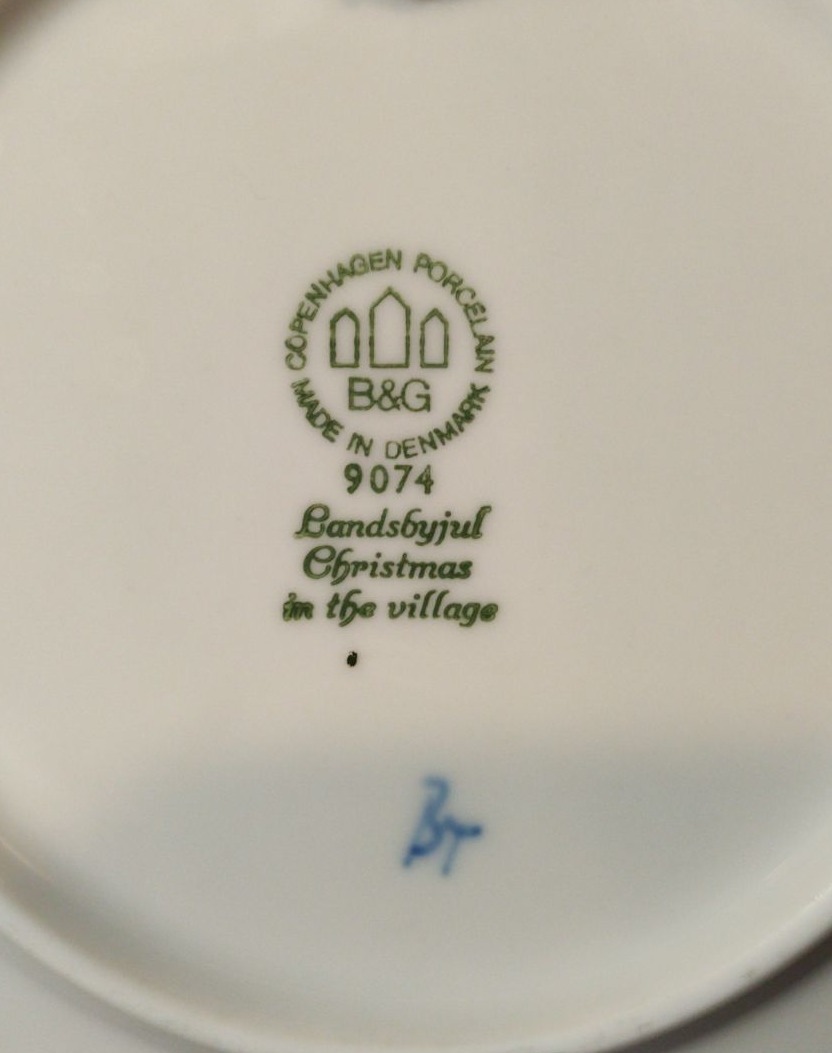 COPENHAGEN PORCELAIN
B&G
MADE IN DENMARK
9074
Landsbyjul
Christmas
in the village